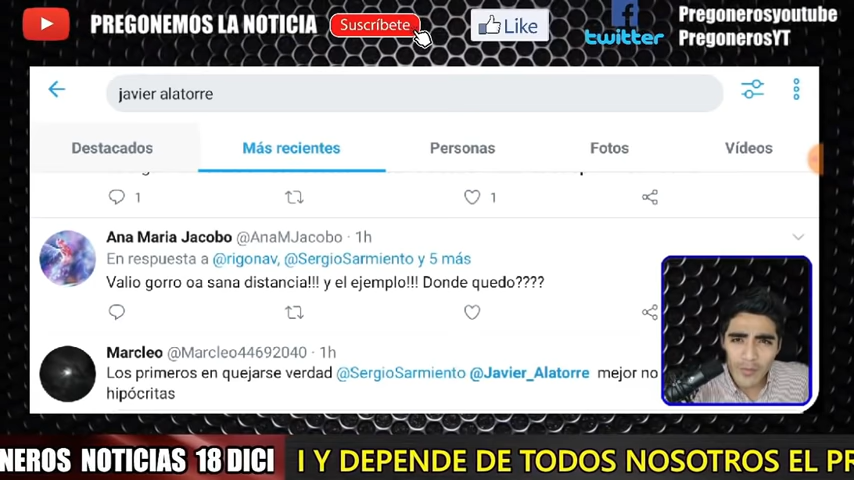 PREGONEMOS LA NOTICIA
Suscríbete
Like
twitter
Pregonerosyoutube
PregonerosYT
javier alatorre
Destacados
Más recientes
Personas
Fotos
Vídeos
1
1
Ana Maria Jacobo @AnaMJacobo · 1h
En respuesta a @rigonav, @SergioSarmiento y 5 más
Valio gorro oa sana distancia!!! y el ejemplo!!! Donde quedo????
Marcleo @Marcleo44692040 · 1h
Los primeros en quejarse verdad @SergioSarmiento @Javier_Alatorre mejor no
hipócritas
NEROS NOTICIAS 18 DICI
I Y DEPENDE DE TODOS NOSOTROS EL PR